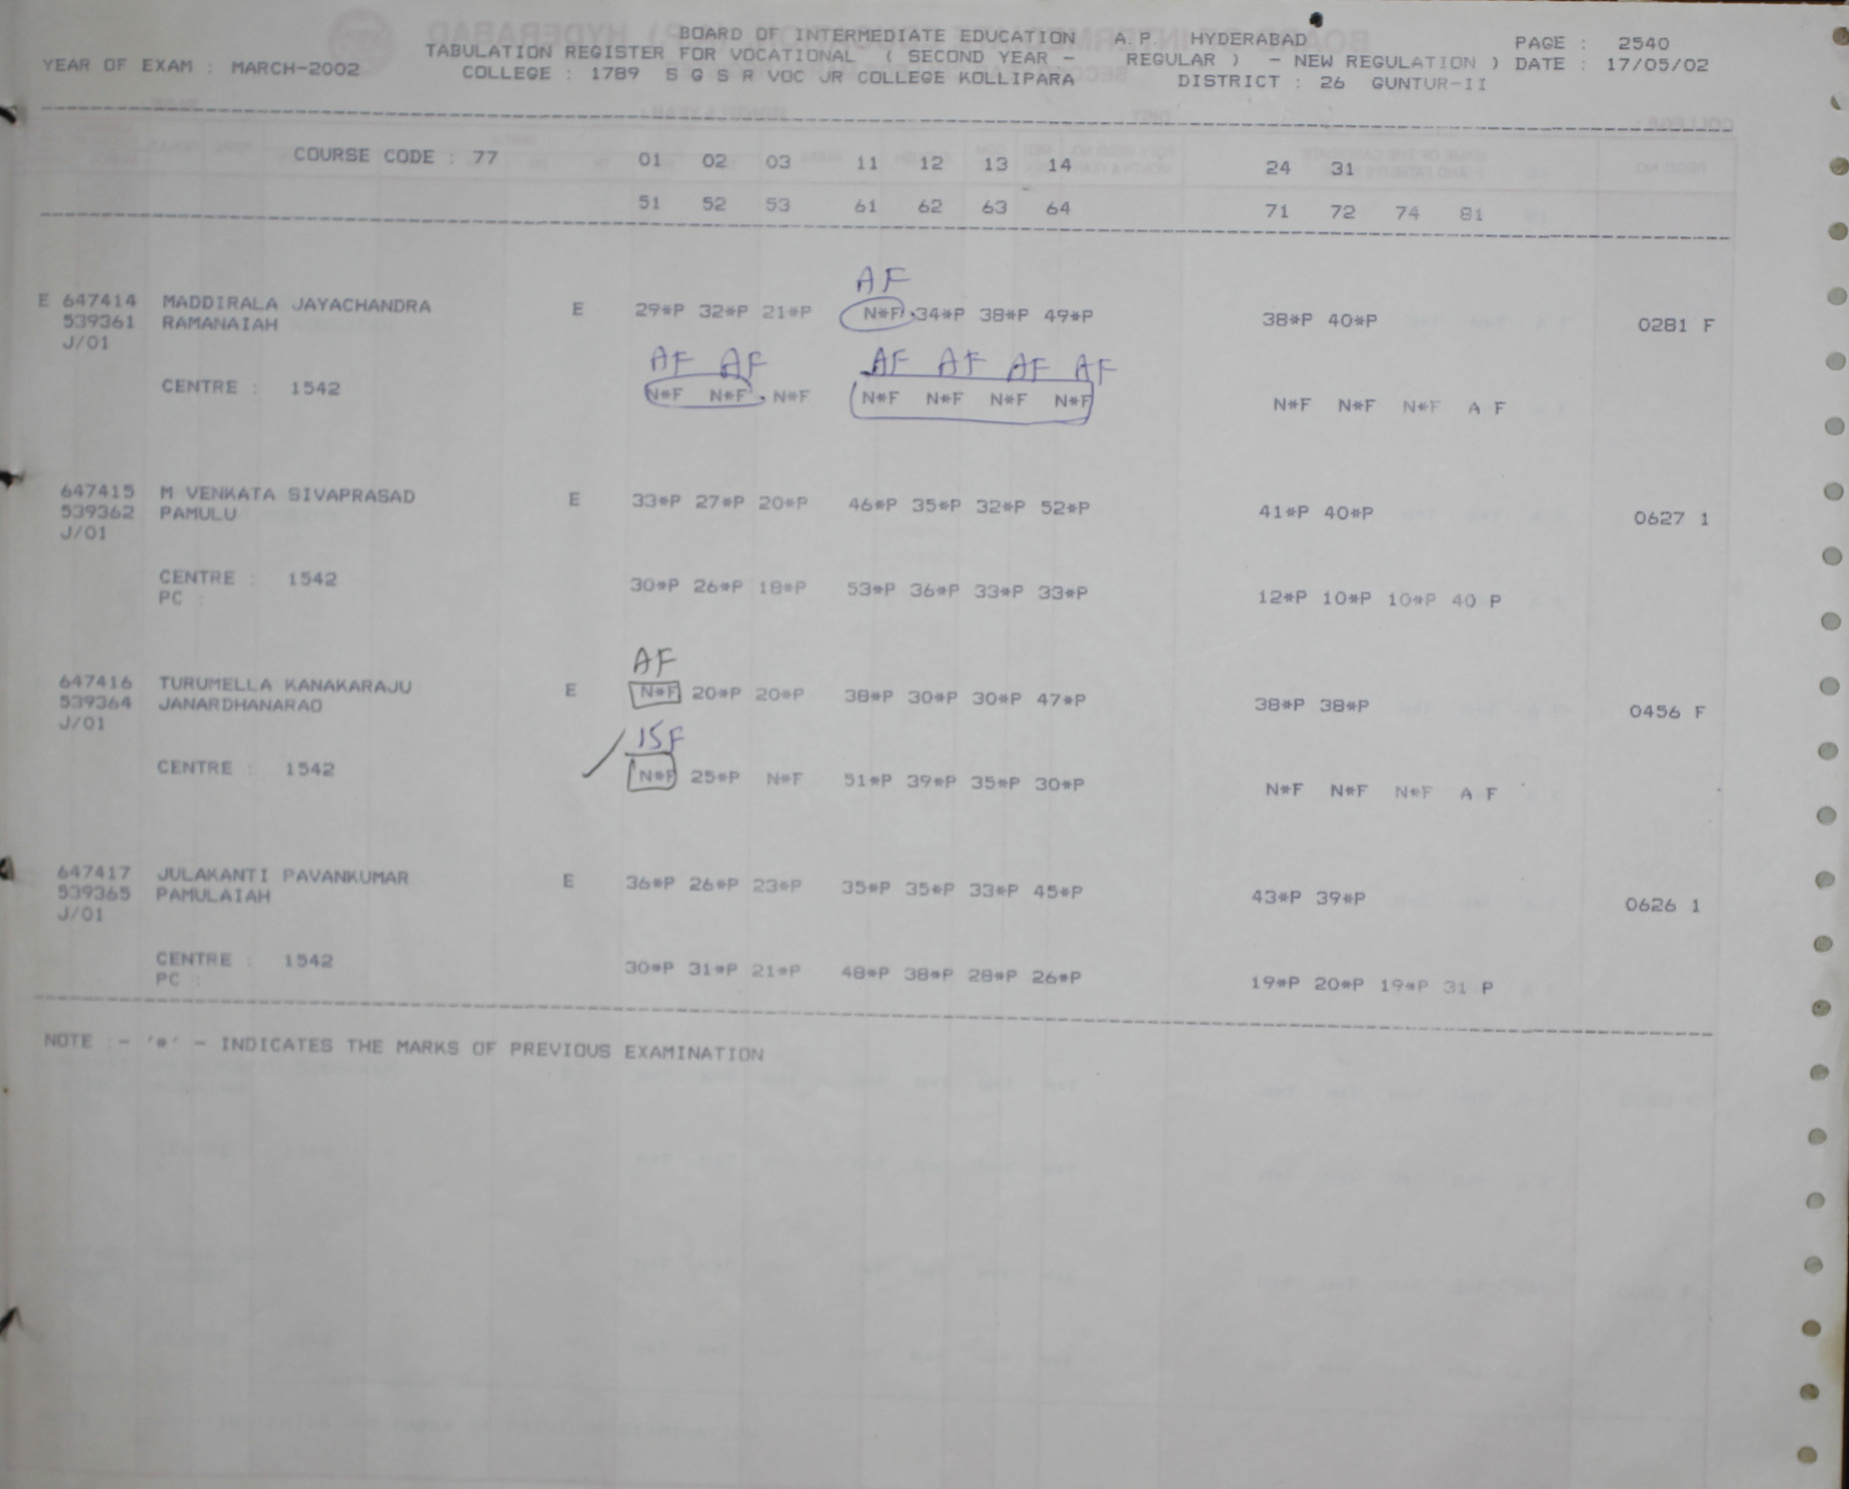 BOARD OF INTERMEDIATE EDUCATION A.P. HYDERABAD PAGE : 2540
TABULATION REGISTER FOR VOCATIONAL ( SECOND YEAR - REGULAR ) - NEW REGULATION ) DATE : 17/05/02
YEAR OF EXAM : MARCH-2002 COLLEGE : 1789 S G S R VOC JR COLLEGE KOLLIPARA DISTRICT : 26 GUNTUR-II
COURSE CODE : 77 01 02 03 11 12 13 14 24 31
51 52 53 61 62 63 64 71 72 74 81
AF
E 647414 MADDIRALA JAYACHANDRA E 29*P 32*P 21*P N*F 34*P 38*P 49*P 38*P 40*P 0281 F
539361 RAMANAIAH
J/01
AF AF AF AF AF AF
CENTRE : 1542 N*F N*F N*F N*F N*F N*F N*F N*F N*F N*F A F
647415 M VENKATA SIVAPRASAD E 33*P 27*P 20*P 46*P 35*P 32*P 52*P 41*P 40*P 0627 1
539362 PAMULU
J/01
CENTRE : 1542 30*P 26*P 18*P 53*P 36*P 33*P 33*P 12*P 10*P 10*P 40 P
PC :
AF
647416 TURUMELLA KANAKARAJU E N*F 20*P 20*P 38*P 30*P 30*P 47*P 38*P 38*P 0456 F
539364 JANARDHANARAO
J/01
15F
CENTRE : 1542 N*F 25*P N*F 51*P 39*P 35*P 30*P N*F N*F N*F A F
647417 JULAKANTI PAVANKUMAR E 36*P 26*P 23*P 35*P 35*P 33*P 45*P 43*P 39*P 0626 1
539365 PAMULAIAH
J/01
CENTRE : 1542 30*P 31*P 21*P 48*P 38*P 28*P 26*P 19*P 20*P 19*P 31 P
PC :
NOTE :- '*' - INDICATES THE MARKS OF PREVIOUS EXAMINATION